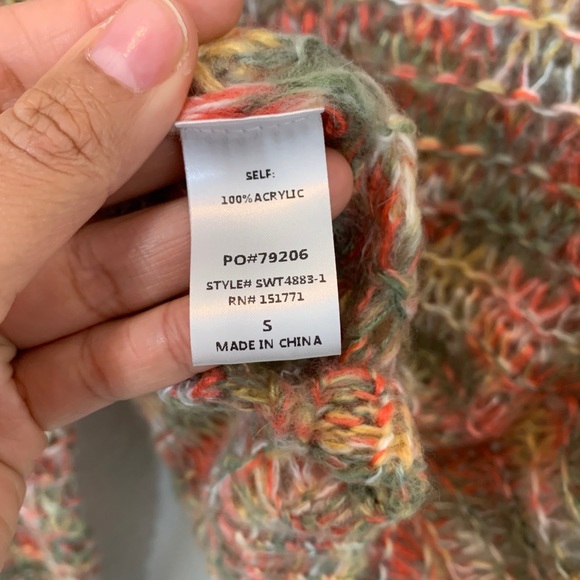 SELF:
100% ACRYLIC
PO#79206
STYLE# SWT4883-1
RN# 151771
S
MADE IN CHINA